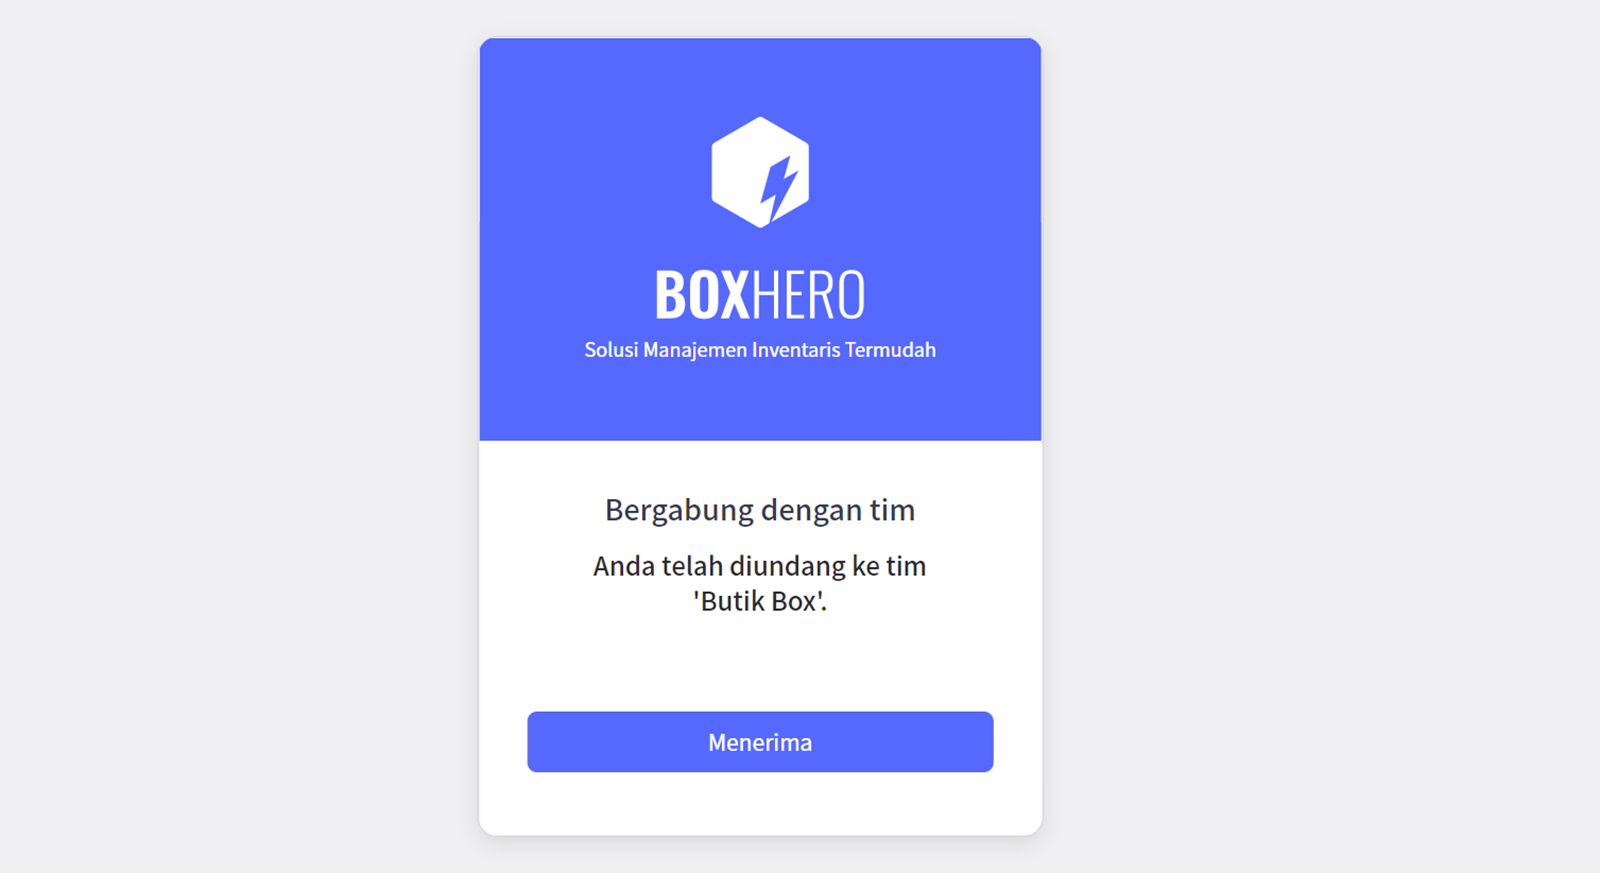 BOXHERO
Solusi Manajemen Inventaris Termudah
Bergabung dengan tim
Anda telah diundang ke tim
'Butik Box'.
Menerima